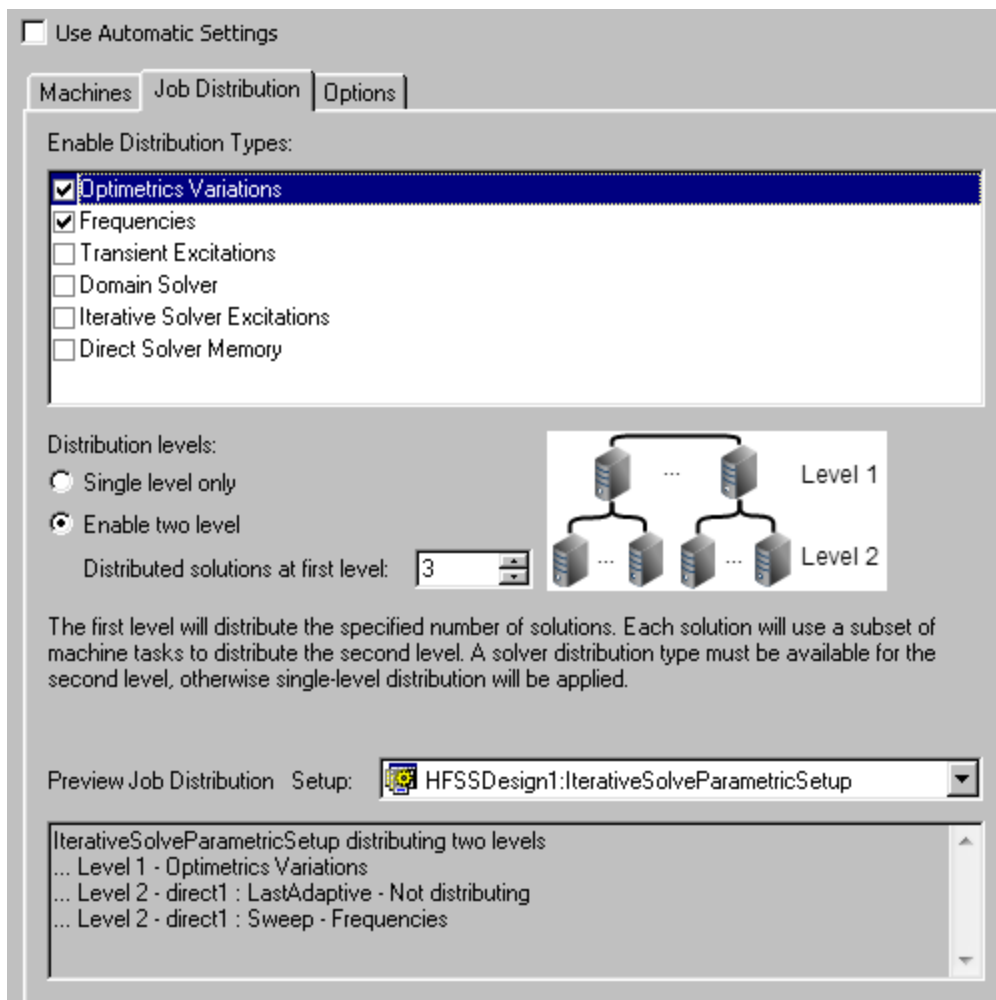 Use Automatic Settings
Machines Job Distribution Options
Enable Distribution Types:
Optimetrics Variations
Frequencies
Transient Excitations
Domain Solver
Iterative Solver Excitations
Direct Solver Memory
Distribution levels:
Single level only
Enable two level
Distributed solutions at first level: 3
... Level 1
... ... Level 2
The first level will distribute the specified number of solutions. Each solution will use a subset of
machine tasks to distribute the second level. A solver distribution type must be available for the
second level, otherwise single-level distribution will be applied.
Preview Job Distribution Setup: HFSSDesign1:IterativeSolveParametricSetup
IterativeSolveParametricSetup distributing two levels
... Level 1 - Optimetrics Variations
... Level 2 - direct1 : LastAdaptive - Not distributing
... Level 2 - direct1 : Sweep - Frequencies